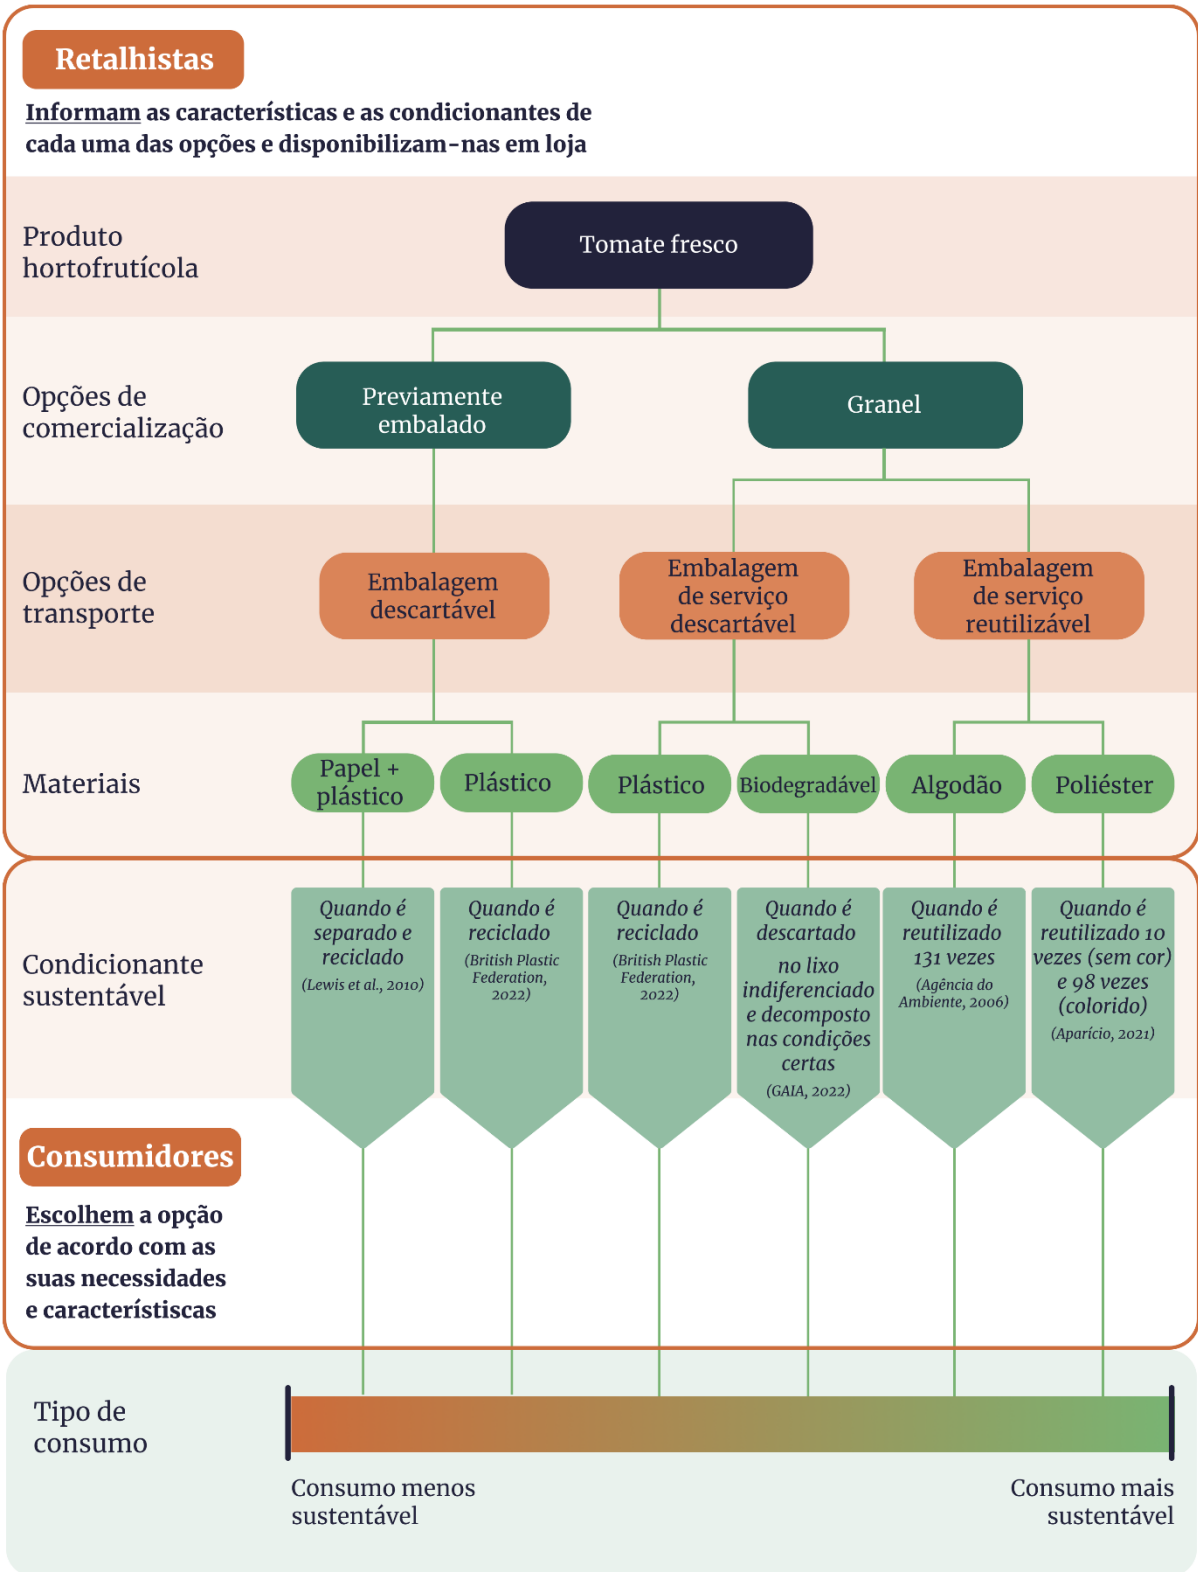 Retalhistas
Informam as características e as condicionantes de
cada uma das opções e disponibilizam-nas em loja
Produto
hortofrutícola
Tomate fresco
Opções de
comercialização
Previamente
embalado
Granel
Opções de
transporte
Embalagem
descartável
Embalagem
de serviço
descartável
Embalagem
de serviço
reutilizável
Materiais
Papel +
plástico
Plástico
Plástico
Biodegradável
Algodão
Poliéster
Condicionante
sustentável
Quando é
separado e
reciclado
(Lewis et al., 2010)
Quando é
reciclado
(British Plastic
Federation,
2022)
Quando é
reciclado
(British Plastic
Federation,
2022)
Quando é
descartado
no lixo
indiferenciado
e decomposto
nas condições
certas
(GAIA, 2022)
Quando é
reutilizado
131 vezes
(Agência do
Ambiente, 2006)
Quando é
reutilizado 10
vezes (sem cor)
e 98 vezes
(colorido)
(Aparício, 2021)
Consumidores
Escolhem a opção
de acordo com as
suas necessidades
e característiscas
Tipo de
consumo
Consumo menos
sustentável
Consumo mais
sustentável